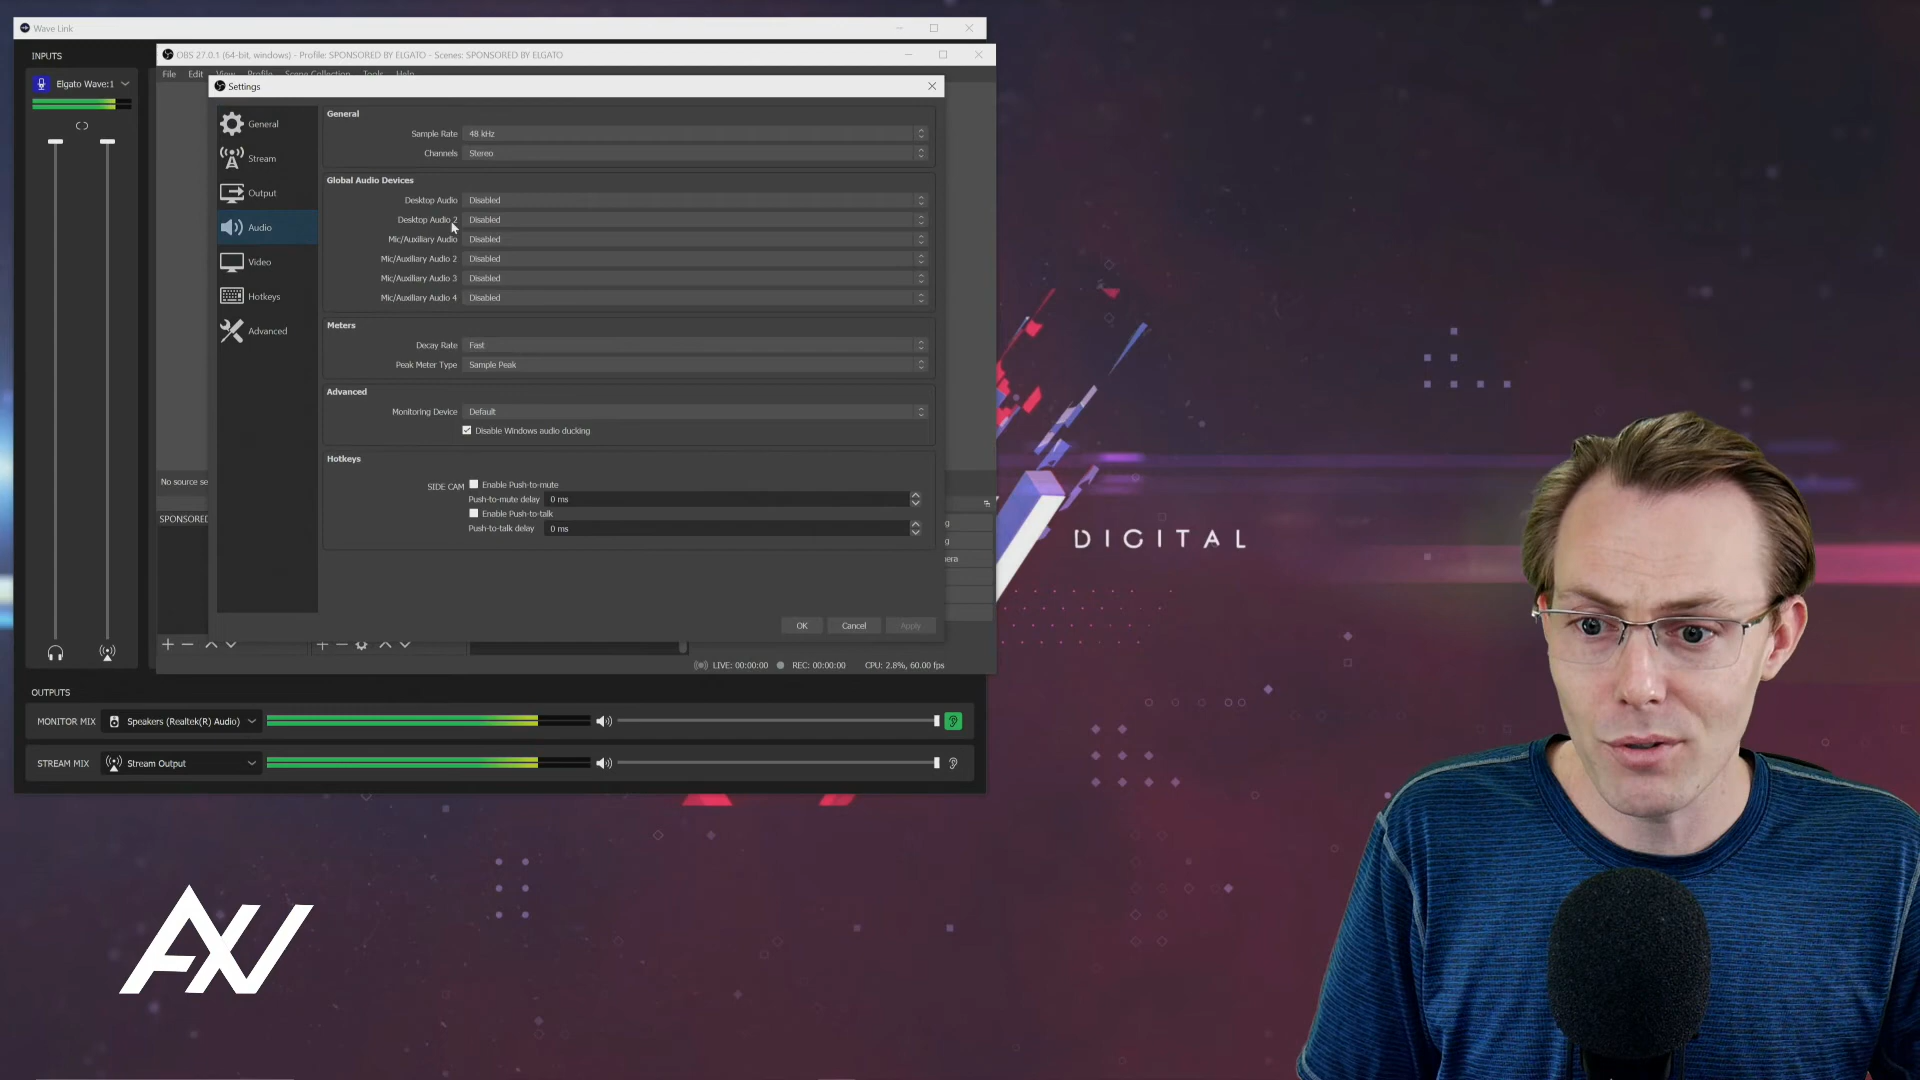 Wave Link
INPUTS
Elgato Wave:1
OBS 27.0.1 (64-bit, windows) - Profile: SPONSORED BY ELGATO - Scenes: SPONSORED BY ELGATO
File Edit View Profile Scene Collection Tools Help
Settings
General
Stream
Output
Audio
Video
Hotkeys
Advanced
General
Sample Rate 48 kHz
Channels Stereo
Global Audio Devices
Desktop Audio Disabled
Desktop Audio 2 Disabled
Mic/Auxiliary Audio Disabled
Mic/Auxiliary Audio 2 Disabled
Mic/Auxiliary Audio 3 Disabled
Mic/Auxiliary Audio 4 Disabled
Meters
Decay Rate Fast
Peak Meter Type Sample Peak
Advanced
Monitoring Device Default
Disable Windows audio ducking
Hotkeys
SIDE CAM Enable Push-to-mute
Push-to-mute delay 0 ms
Enable Push-to-talk
Push-to-talk delay 0 ms
OK Cancel Apply
No source se
SPONSORED
g
g
era
LIVE: 00:00:00 REC: 00:00:00 CPU: 2.8%, 60.00 fps
OUTPUTS
MONITOR MIX Speakers (Realtek(R) Audio)
STREAM MIX Stream Output
DIGITAL